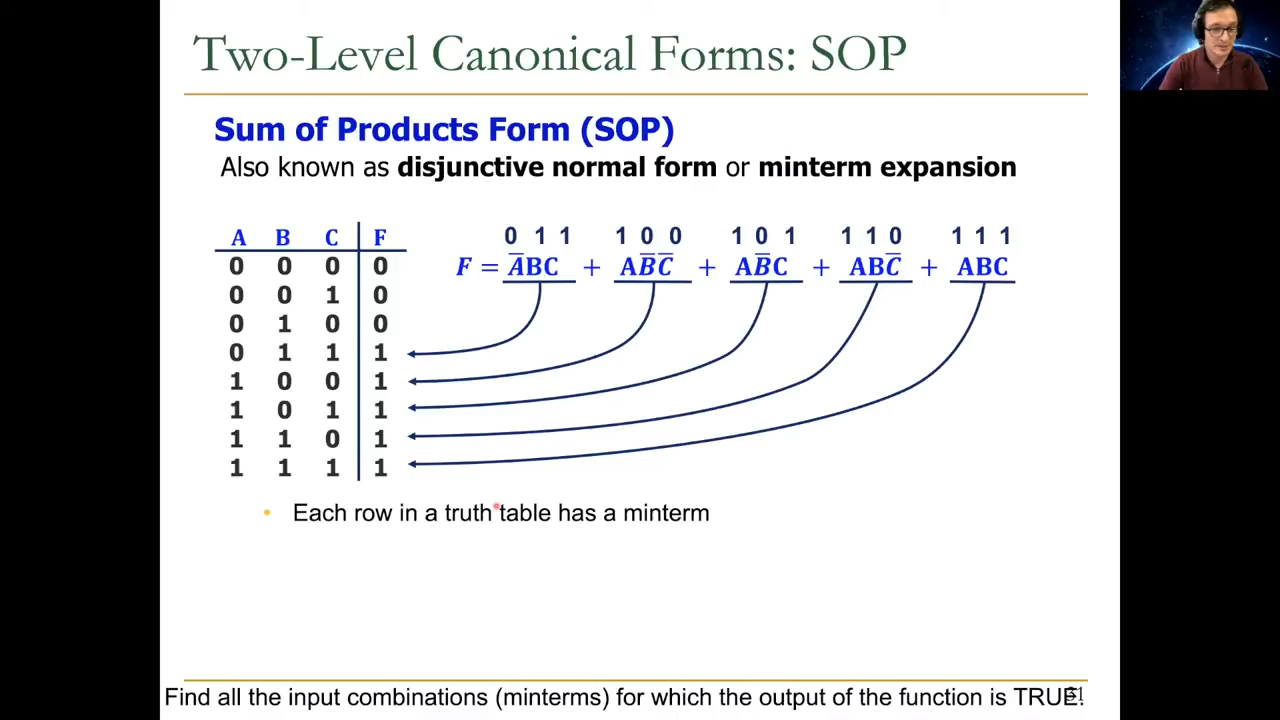 Two-Level Canonical Forms: SOP
Sum of Products Form (SOP)
Also known as disjunctive normal form or minterm expansion
A B C F
0 0 0 0
0 0 1 0
0 1 0 0
0 1 1 1
1 0 0 1
1 0 1 1
1 1 0 1
1 1 1 1
0 1 1 1 0 0 1 0 1 1 1 0 1 1 1
F = A̅BC + AB̅C̅ + AB̅C + ABC̅ + ABC
• Each row in a truth table has a minterm
Find all the input combinations (minterms) for which the output of the function is TRUE.